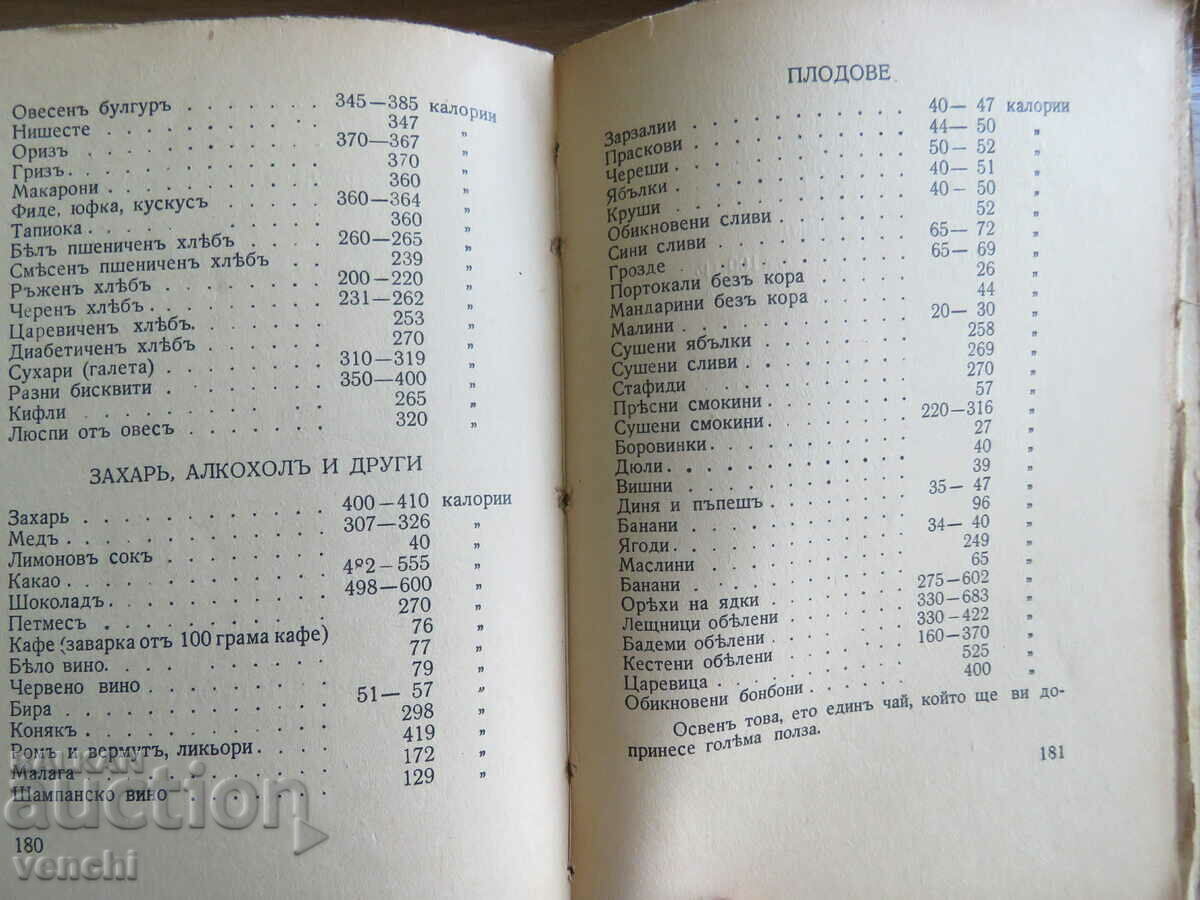 Овесенъ булгуръ . . . . . . . 345—385 калории
Нишесте . . . . . . . . . . 347 „
Оризъ . . . . . . . . . . . 370—367 „
Гризъ . . . . . . . . . . . 370 „
Макарони . . . . . . . . . . 360 „
Фиде, юфка, кускусъ . . . . . 360—364 „
Тапиока . . . . . . . . . . 360 „
Бѣлъ пшениченъ хлѣбъ . . . . 260—265 „
Смѣсенъ пшениченъ хлѣбъ . . 239 „
Ръженъ хлѣбъ . . . . . . . . 200—220 „
Черенъ хлѣбъ . . . . . . . . 231—262 „
Царевиченъ хлѣбъ . . . . . . 253 „
Диабетиченъ хлѣбъ . . . . . . 270 „
Сухари (галета) . . . . . . . 310—319 „
Разни бисквити . . . . . . . 350—400 „
Кифли . . . . . . . . . . . 265 „
Люспи отъ овесъ . . . . . . . 320 „
ЗАХАРЬ, АЛКОХОЛЪ И ДРУГИ
Захарь . . . . . . . . . . . 400—410 калории
Медъ . . . . . . . . . . . . 307—326 „
Лимоновъ сокъ . . . . . . . . 40 „
Какао . . . . . . . . . . . 482—555 „
Шоколадъ . . . . . . . . . . 498—600 „
Петмесъ . . . . . . . . . . 270 „
Кафе (заварка отъ 100 грама кафе) 76 „
Бѣло вино . . . . . . . . . 77 „
Червено вино . . . . . . . . 79 „
Бира . . . . . . . . . . . . 51—57 „
Конякъ . . . . . . . . . . . 298 „
Ромъ и вермутъ, ликьори . . . . 419 „
Малага . . . . . . . . . . . 172 „
Шампанско вино . . . . . . . 129 „
180
ПЛОДОВЕ
Зарзалии . . . . . . . . . . 40—47 калории
Праскови . . . . . . . . . . 44—50 „
Череши . . . . . . . . . . . 50—52 „
Ябълки . . . . . . . . . . . 40—51 „
Круши . . . . . . . . . . . 40—50 „
Обикновени сливи . . . . . . 52 „
Сини сливи . . . . . . . . . 65—72 „
Грозде . . . . . . . . . . . 65—69 „
Портокали безъ кора . . . . . 26 „
Мандарини безъ кора . . . . . 44 „
Малини . . . . . . . . . . . 20—30 „
Сушени ябълки . . . . . . . . 258 „
Сушени сливи . . . . . . . . 269 „
Стафиди . . . . . . . . . . 270 „
Прѣсни смокини . . . . . . . 57 „
Сушени смокини . . . . . . . 220—316 „
Боровинки . . . . . . . . . . 27 „
Дюли . . . . . . . . . . . . 40 „
Вишни . . . . . . . . . . . 39 „
Диня и пъпешъ . . . . . . . . 35—47 „
Банани . . . . . . . . . . . 96 „
Ягоди . . . . . . . . . . . 34—40 „
Маслини . . . . . . . . . . 249 „
Банани . . . . . . . . . . . 65 „
Орѣхи на ядки . . . . . . . . 275—602 „
Лещници обѣлени . . . . . . . 330—683 „
Бадеми обѣлени . . . . . . . 330—422 „
Кестени обѣлени . . . . . . . 160—370 „
Царевица . . . . . . . . . . 525 „
Обикновени бонбони . . . . . 400 „
Освенъ това, ето единъ чай, който ще ви до-
принесе голѣма полза.
181
BALKAN
auction
venchi